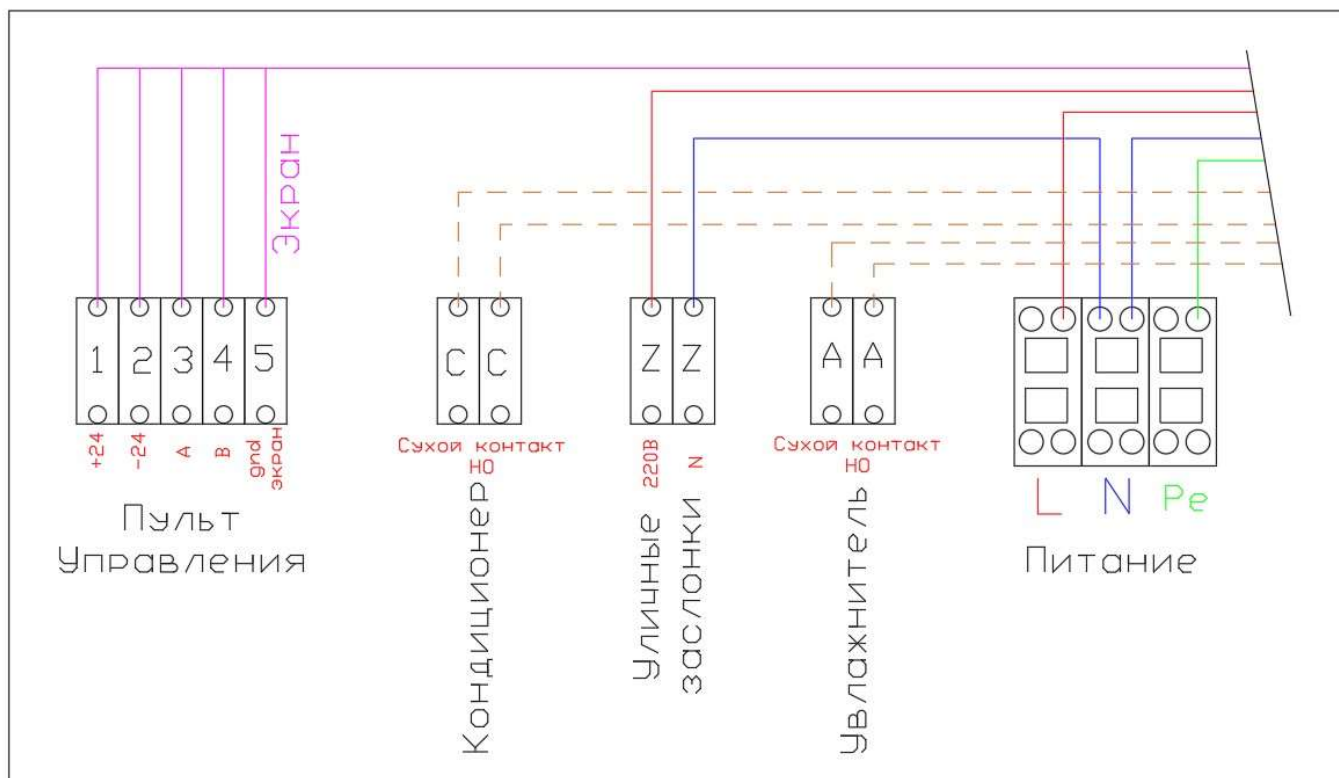 Экран
1 2 3 4 5
+24 -24 A B gnd экран
Пульт
Управления
C C
Сухой контакт
НО
Кондиционер
Z Z
220В N
Уличные
заслонки
A A
Сухой контакт
НО
Увлажнитель
L N Pe
Питание